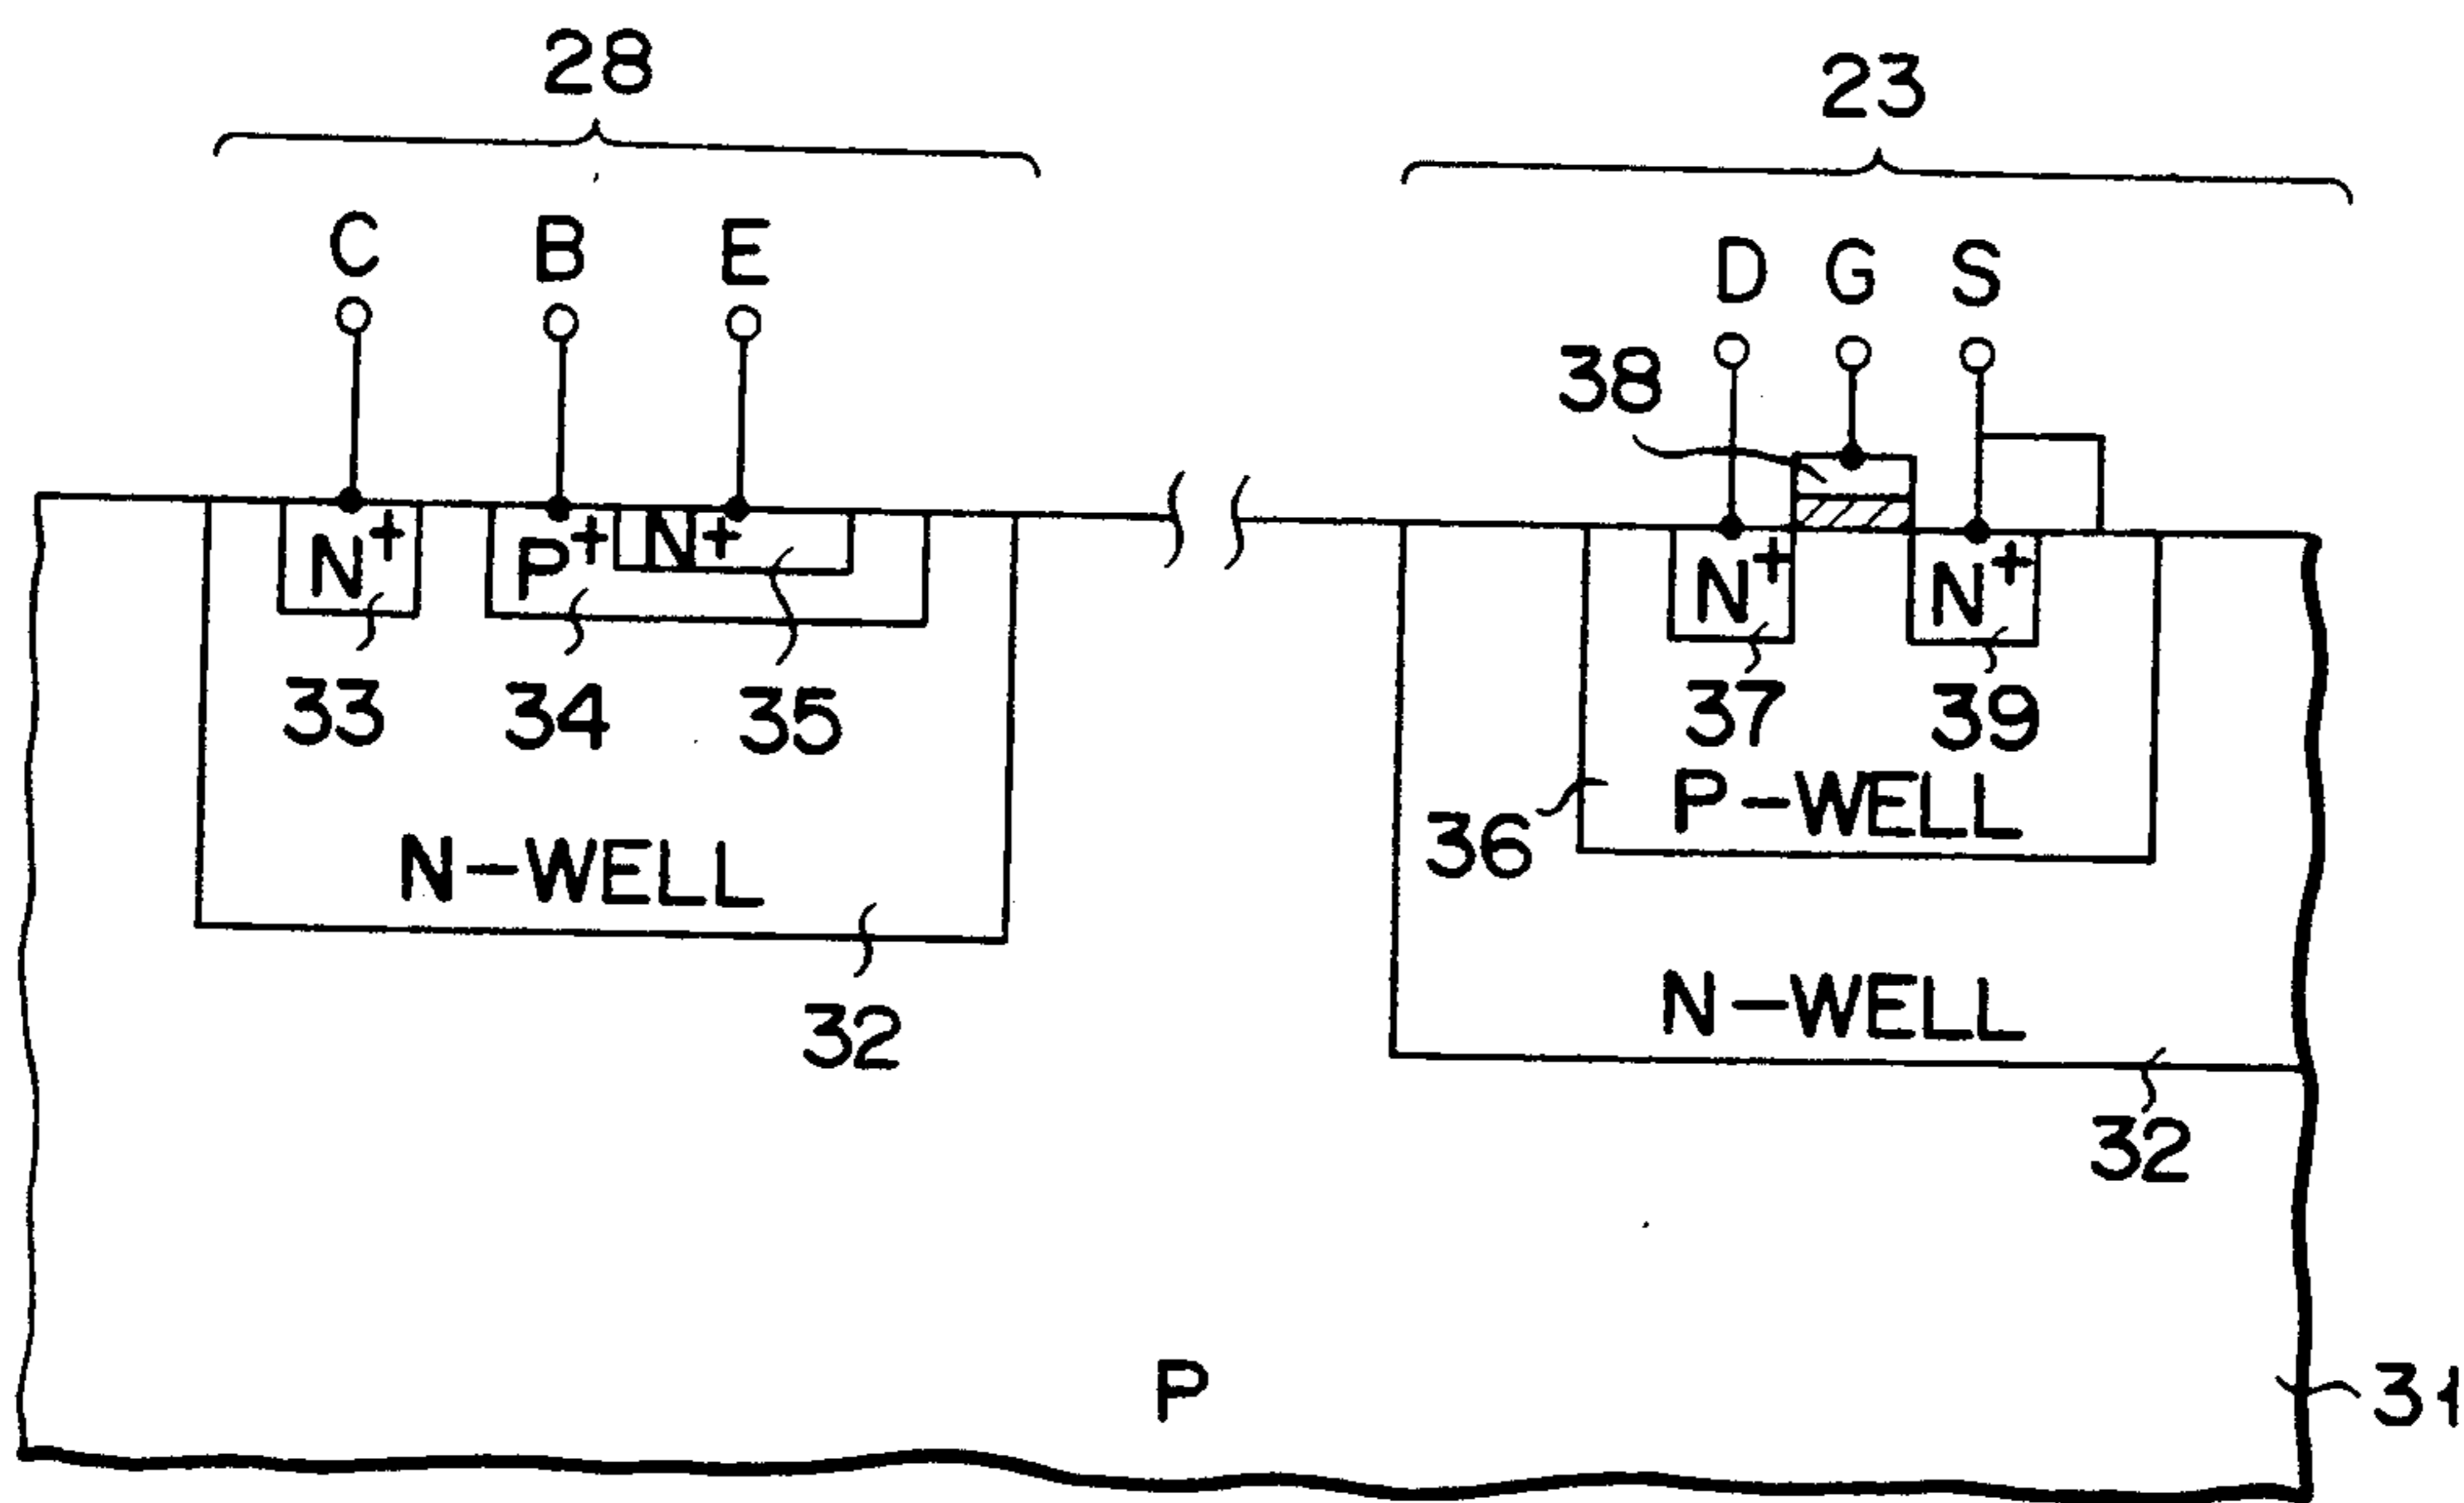 28
23
C B E
D G S
38
N+ P+ N+
N+ N+
33 34 35
37 39
36 P-WELL
N-WELL
N-WELL
32
32
P
31